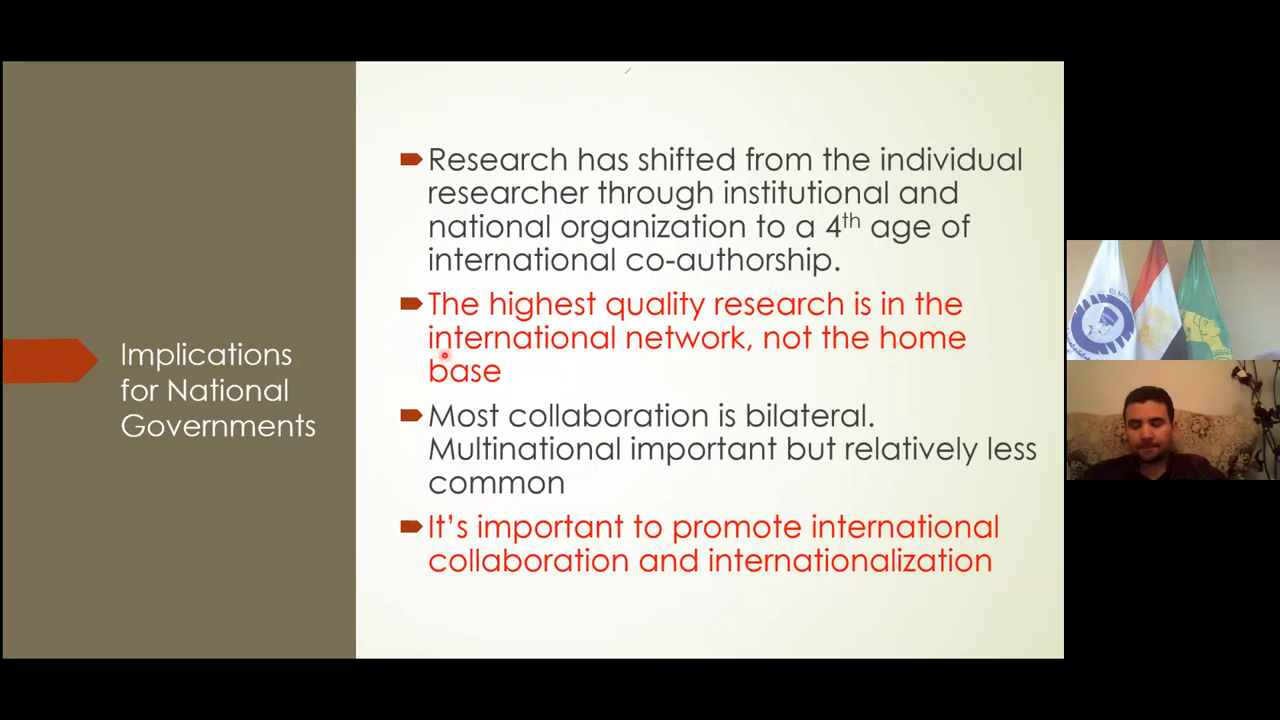 Implications
for National
Governments
Research has shifted from the individual
researcher through institutional and
national organization to a 4th age of
international co-authorship.
The highest quality research is in the
international network, not the home
base
Most collaboration is bilateral.
Multinational important but relatively less
common
It's important to promote international
collaboration and internationalization